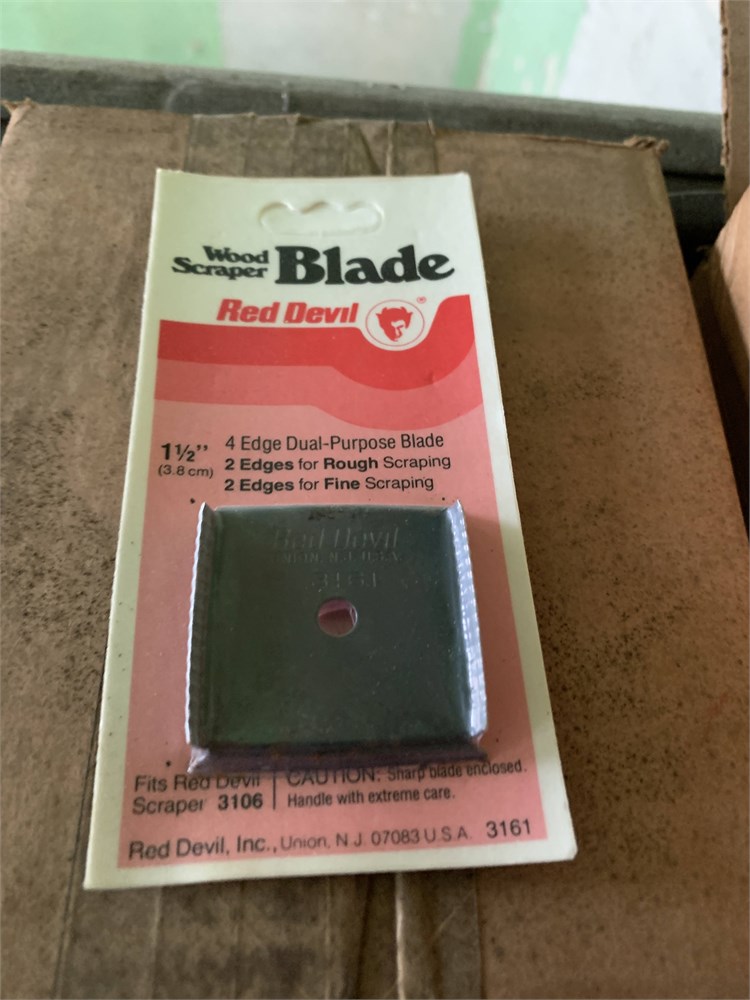 Wood
Scraper Blade
Red Devil ®
1½"
(3.8 cm)
4 Edge Dual-Purpose Blade
2 Edges for Rough Scraping
2 Edges for Fine Scraping
Red Devil
UNION, N.J. U.S.A.
3161
Fits Red Devil
Scraper 3106
CAUTION: Sharp blade enclosed.
Handle with extreme care.
Red Devil, Inc., Union, N.J. 07083 U.S.A. 3161